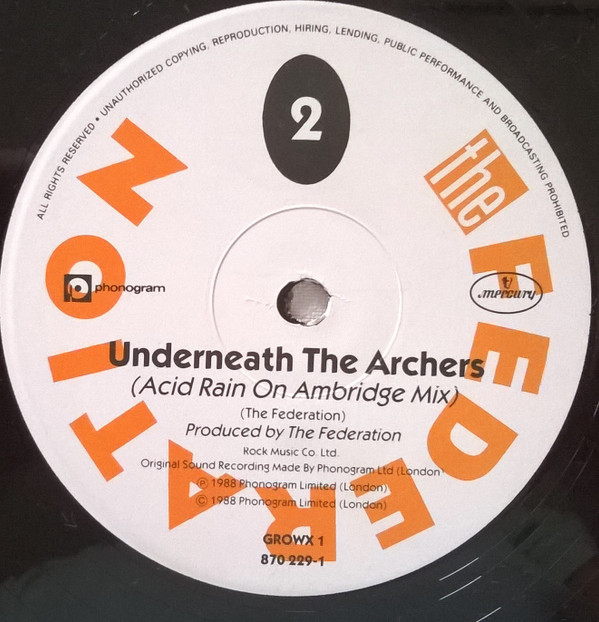 ALL RIGHTS RESERVED • UNAUTHORIZED COPYING, REPRODUCTION, HIRING, LENDING, PUBLIC PERFORMANCE AND BROADCASTING PROHIBITED
2
the FEDERATION
phonogram
mercury
Underneath The Archers
(Acid Rain On Ambridge Mix)
(The Federation)
Produced by The Federation
Rock Music Co. Ltd.
Original Sound Recording Made By Phonogram Ltd (London)
℗ 1988 Phonogram Limited (London)
© 1988 Phonogram Limited (London)
GROWX 1
870 229-1